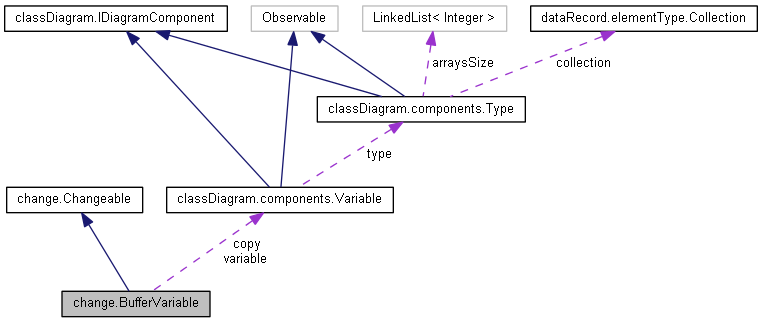 classDiagram.IDiagramComponent
Observable
LinkedList< Integer >
dataRecord.elementType.Collection
arraysSize
collection
classDiagram.components.Type
type
change.Changeable
classDiagram.components.Variable
copy
variable
change.BufferVariable